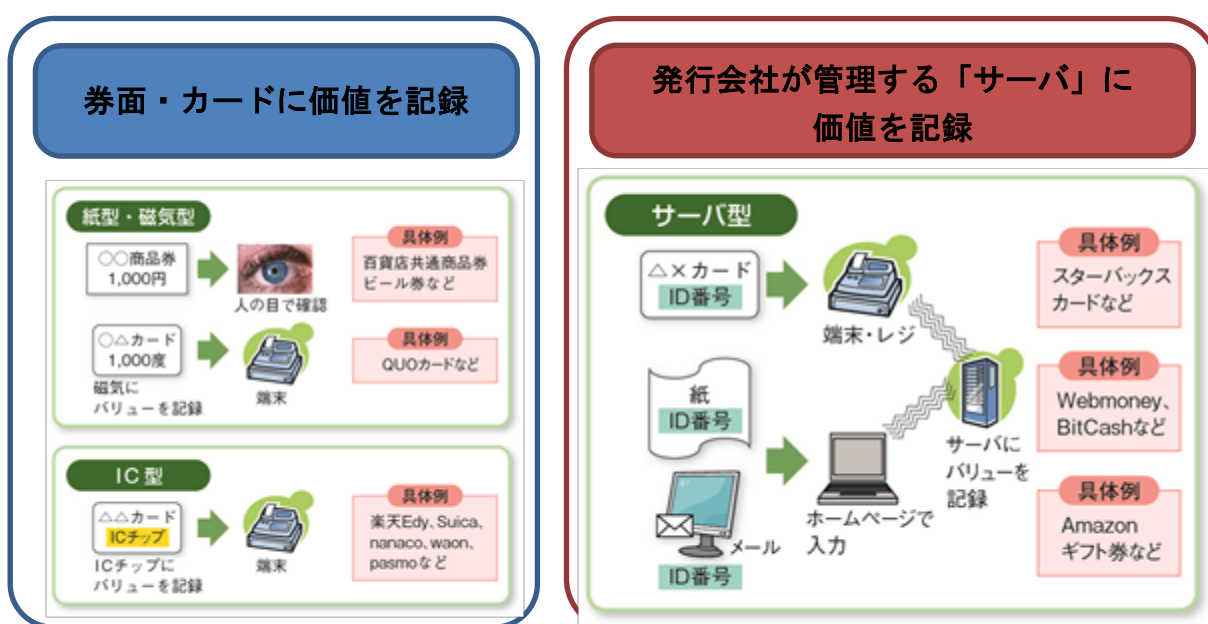 券面・カードに価値を記録
紙型・磁気型
○○商品券
1,000円
人の目で確認
具体例
百貨店共通商品券
ビール券など
○△カード
1,000度
磁気に
バリューを記録
端末
具体例
QUOカードなど
IC型
△△カード
ICチップ
ICチップに
バリューを記録
端末
具体例
楽天Edy、Suica、
nanaco、waon、
pasmoなど
発行会社が管理する「サーバ」に
価値を記録
サーバ型
△×カード
ID番号
端末・レジ
具体例
スターバックス
カードなど
紙
ID番号
メール
ID番号
ホームページで
入力
サーバに
バリューを
記録
具体例
Webmoney、
BitCashなど
具体例
Amazon
ギフト券など